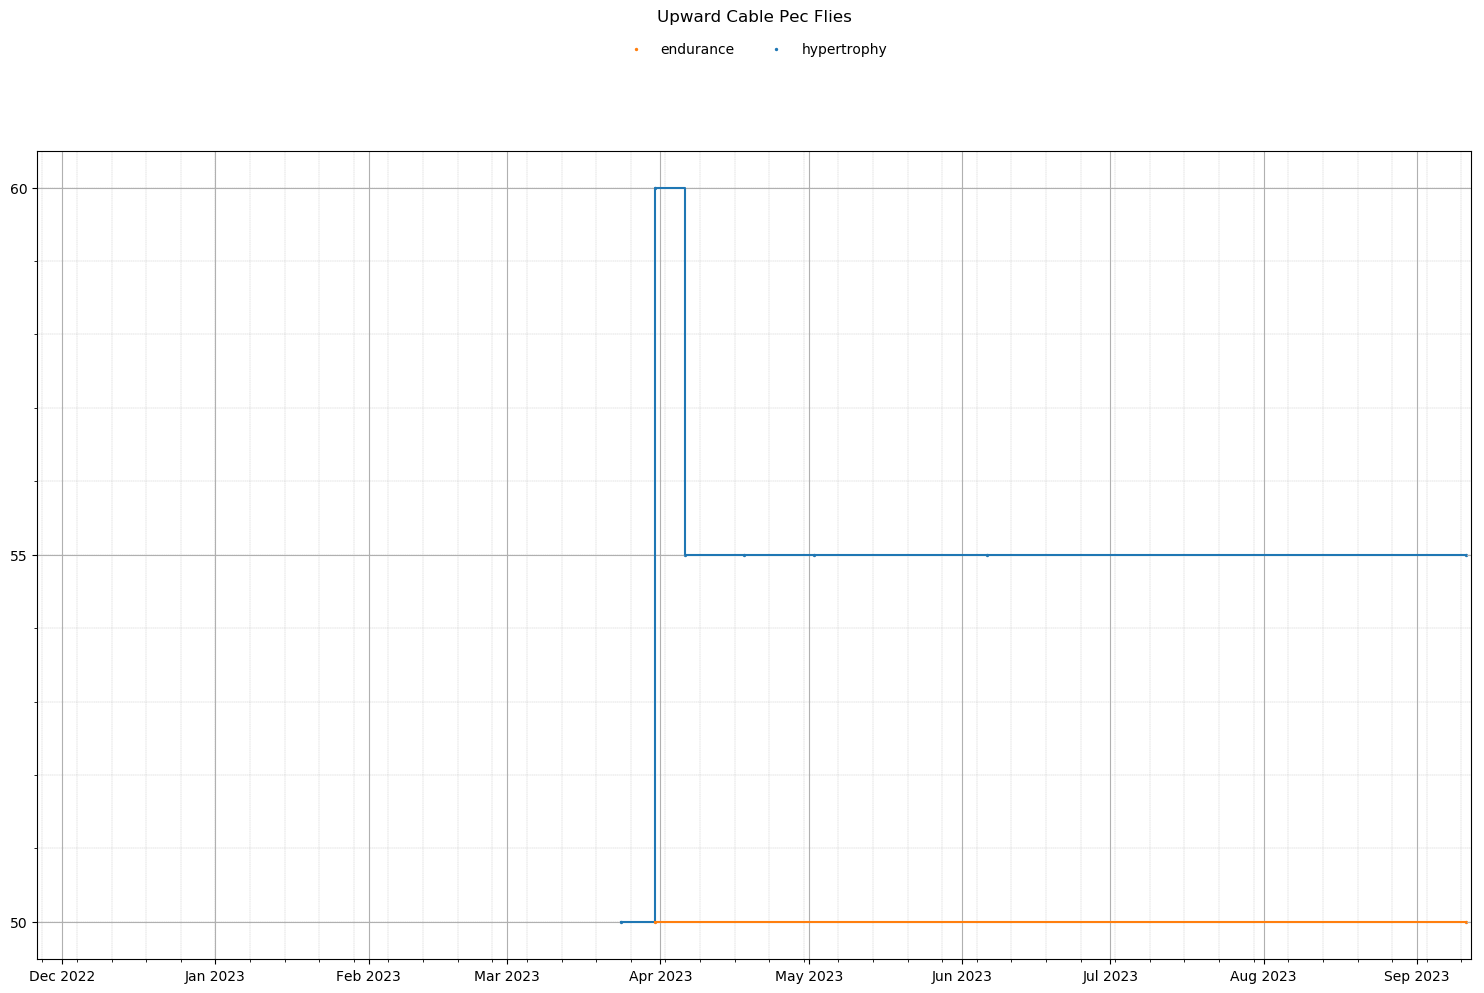 Upward Cable Pec Flies
endurance hypertrophy
60
55
50
Dec 2022 Jan 2023 Feb 2023 Mar 2023 Apr 2023 May 2023 Jun 2023 Jul 2023 Aug 2023 Sep 2023